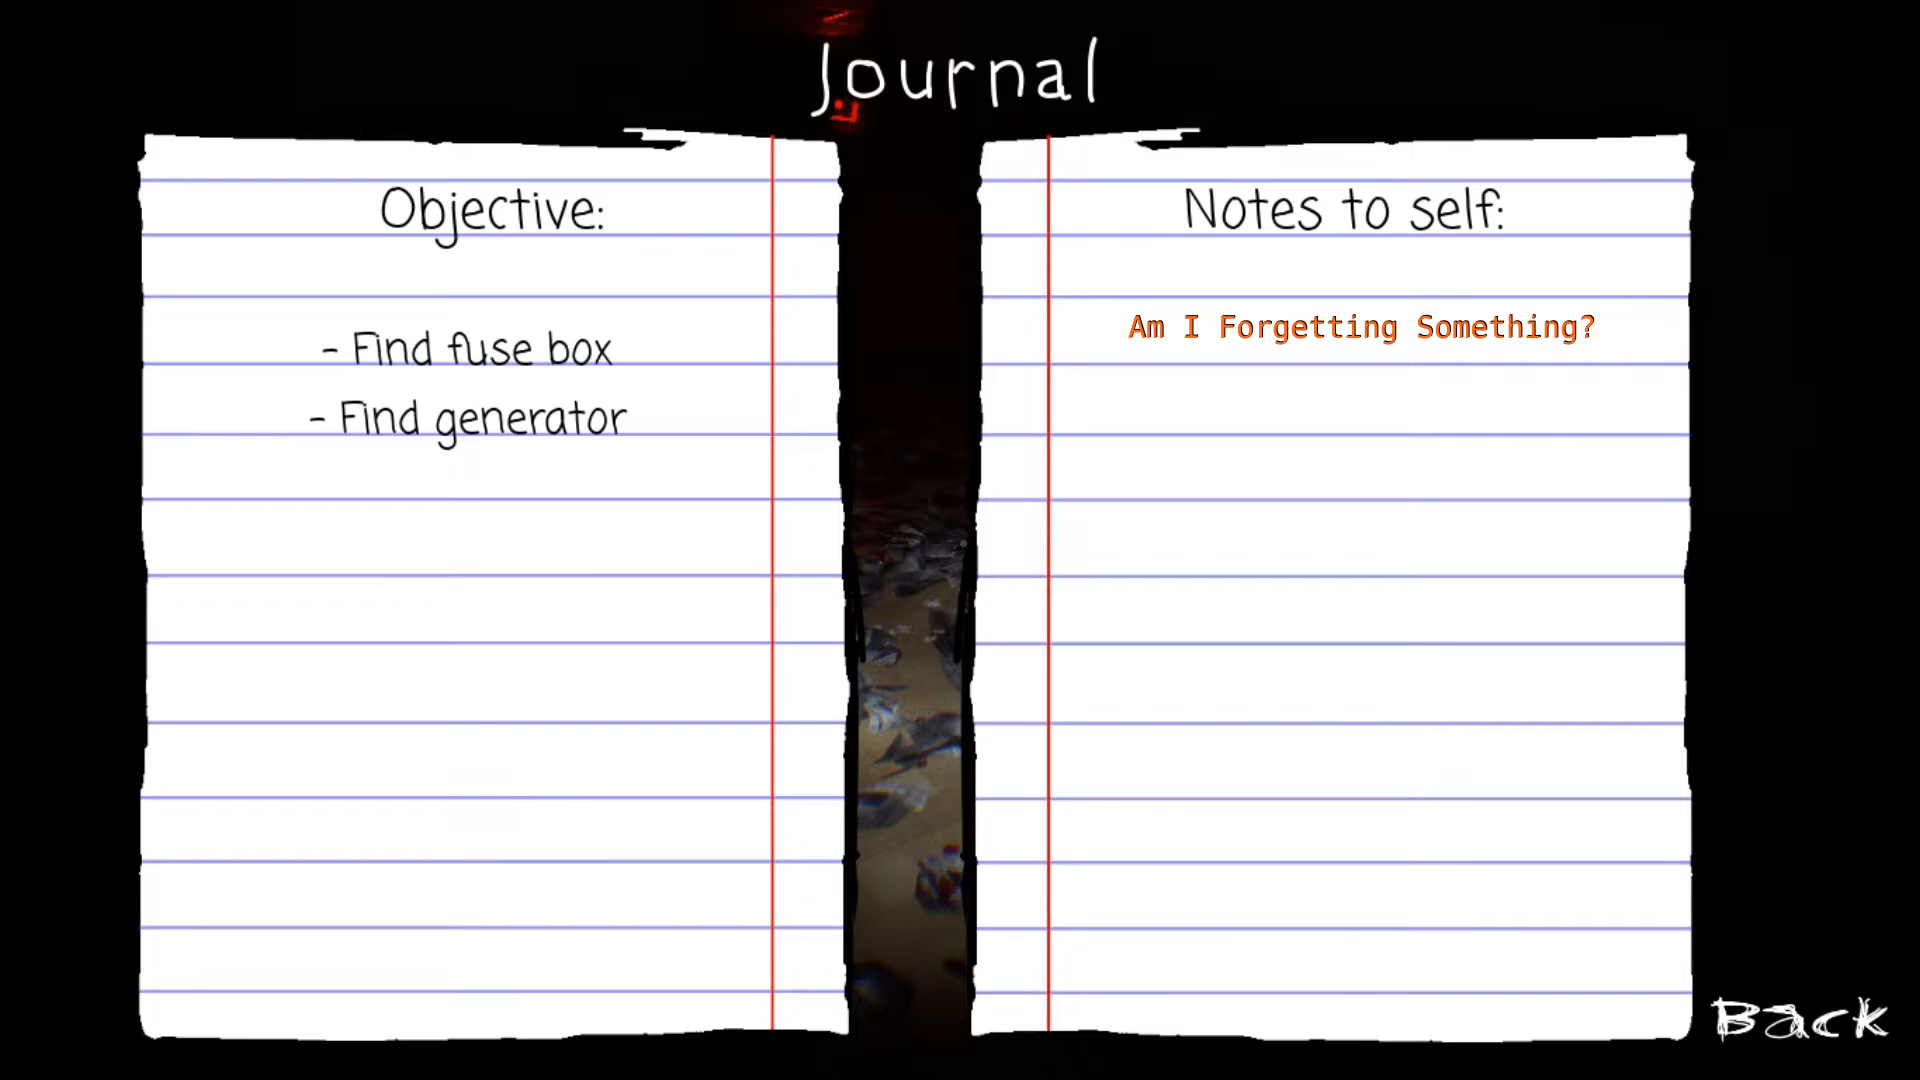 Journal
Objective:
- Find fuse box
- Find generator
Notes to self:
Am I Forgetting Something?
Back